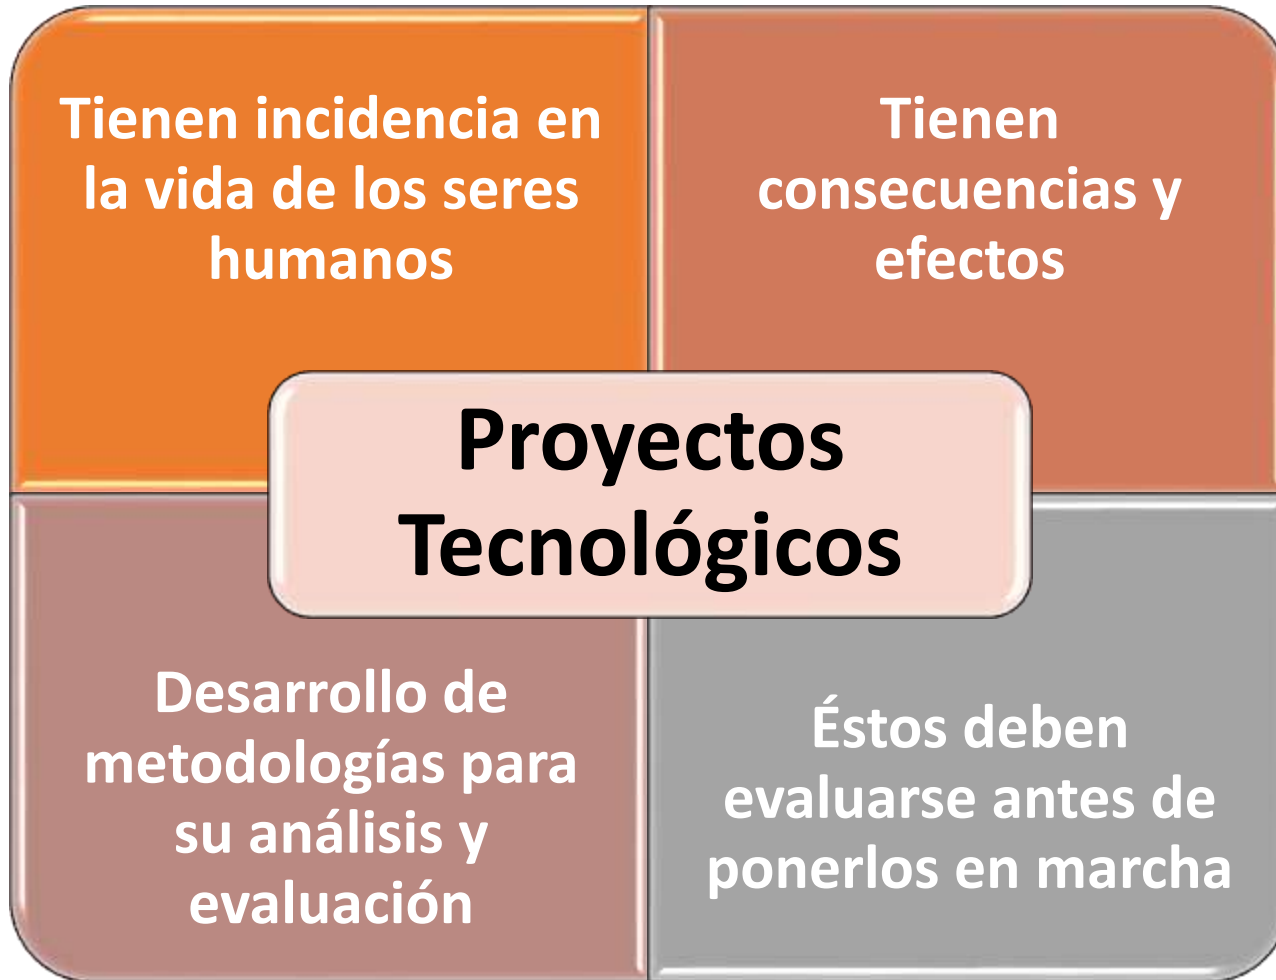 Tienen incidencia en
la vida de los seres
humanos
Tienen
consecuencias y
efectos
Proyectos
Tecnológicos
Desarrollo de
metodologías para
su análisis y
evaluación
Éstos deben
evaluarse antes de
ponerlos en marcha